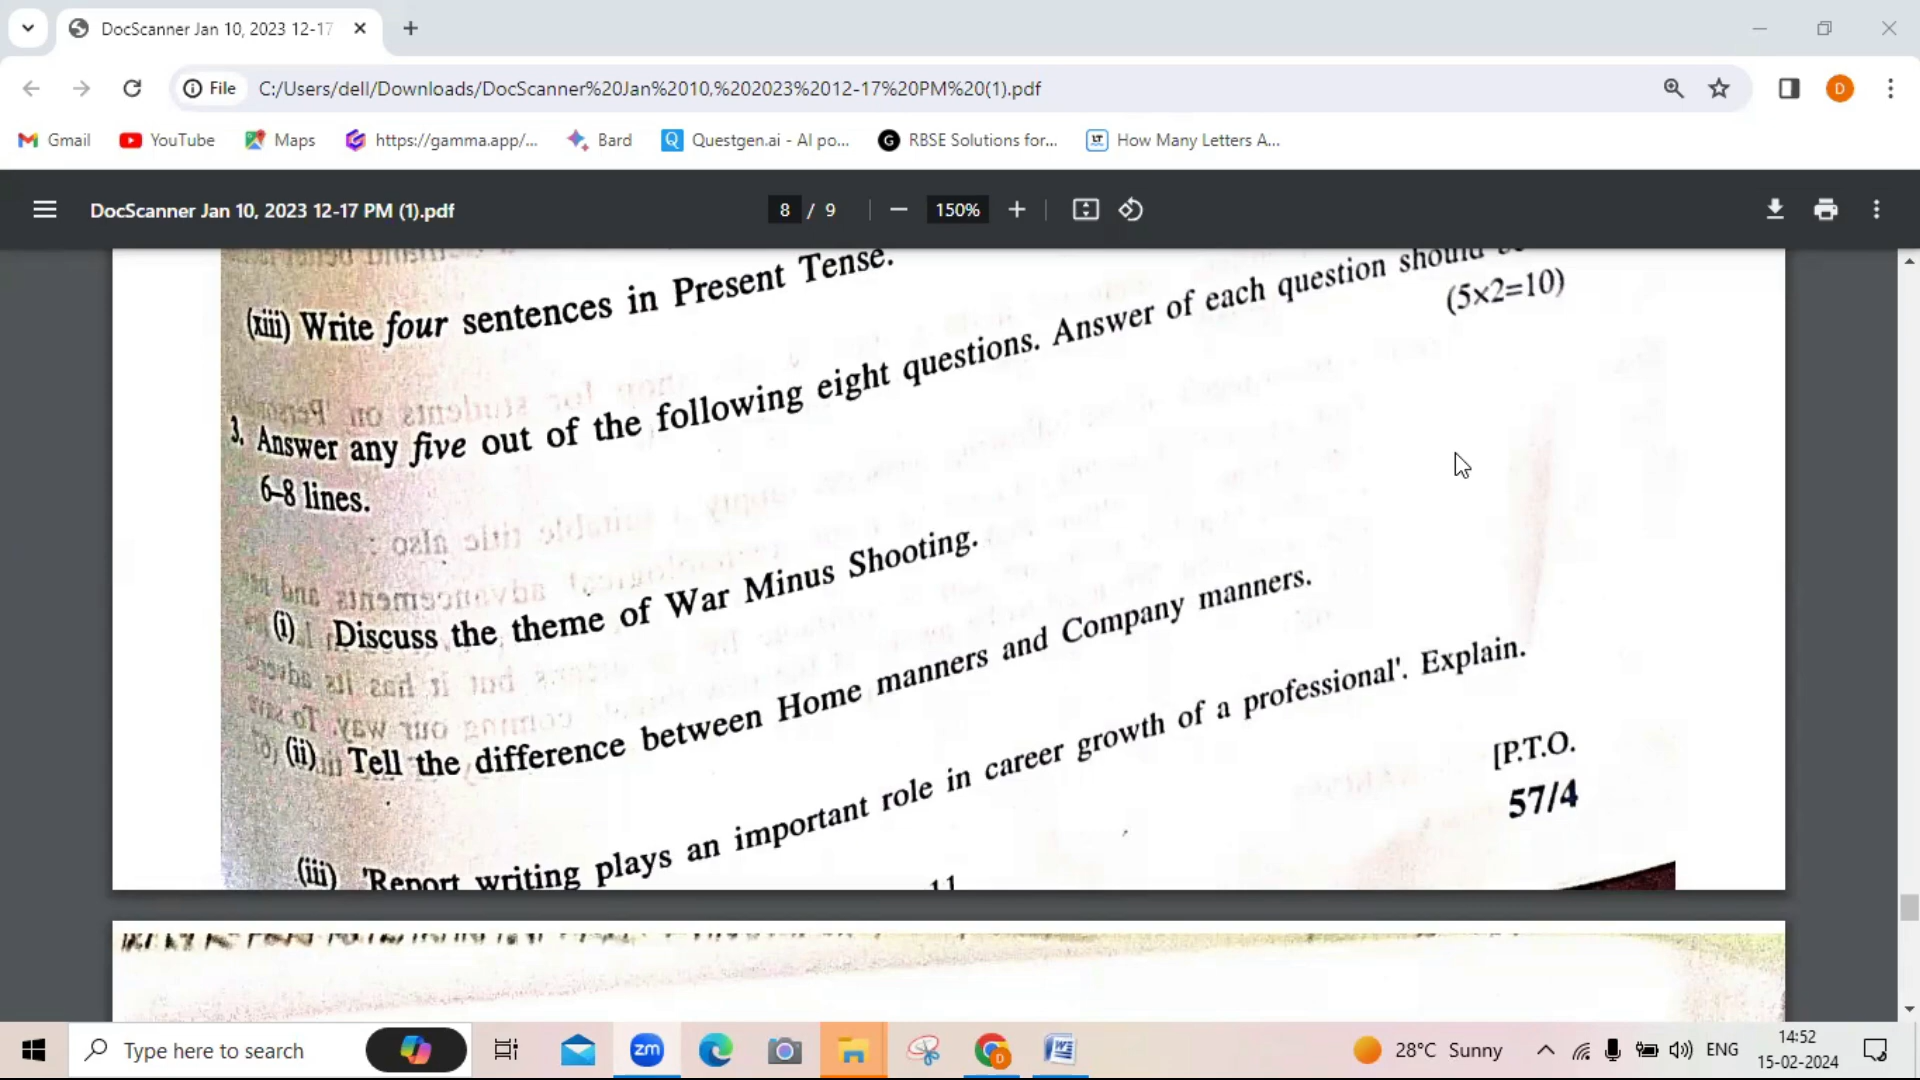 DocScanner Jan 10, 2023 12-17
File
C:/Users/dell/Downloads/DocScanner%20Jan%2010,%202023%2012-17%20PM%20(1).pdf
D
Gmail
YouTube
Maps
https://gamma.app/...
Bard
Questgen.ai - AI po...
RBSE Solutions for...
How Many Letters A...
DocScanner Jan 10, 2023 12-17 PM (1).pdf
8 / 9
150%
(xiii) Write four sentences in Present Tense.
3. Answer any five out of the following eight questions. Answer of each question should
6–8 lines.
(5x2=10)
(i) Discuss the theme of War Minus Shooting.
(ii) Tell the difference between Home manners and Company manners.
(iii) 'Report writing plays an important role in career growth of a professional'. Explain.
[P.T.O.
57/4
11
Type here to search
zm
28°C Sunny
ENG
14:52
15-02-2024